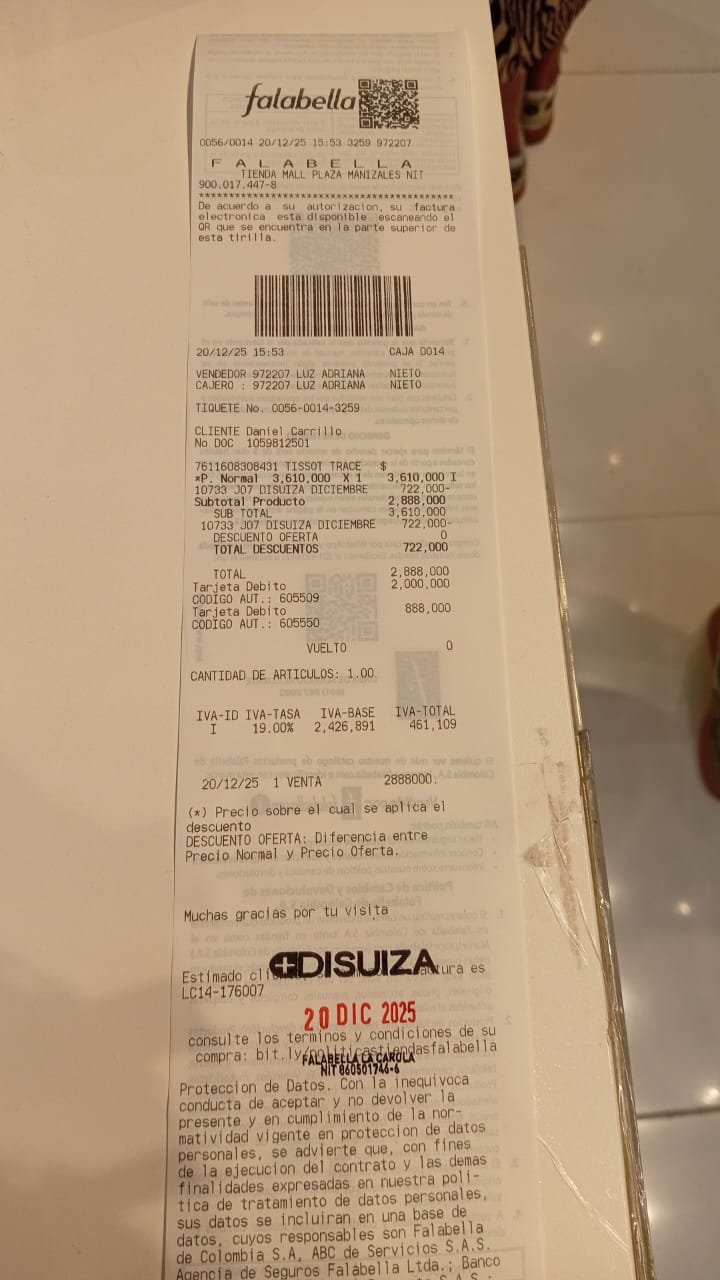 falabella
0056/0014 20/12/25 15:53 3259 972207
F A L A B E L L A
TIENDA MALL PLAZA MANIZALES NIT
900.017.447-8
************************************************
De acuerdo a su autorizacion, su factura
electronica esta disponible escaneando el
QR que se encuentra en la parte superior de
esta tirilla.
20/12/25 15:53 CAJA 0014
VENDEDOR 972207 LUZ ADRIANA NIETO
CAJERO : 972207 LUZ ADRIANA NIETO
TIQUETE No. 0056-0014-3259
CLIENTE Daniel Carrillo
No DOC 1059812501
7611608308431 TISSOT TRACE $
*P. Normal 3,610,000 X 1 3,610,000 I
10733 J07 DISUIZA DICIEMBRE 722,000-
Subtotal Producto 2,888,000
SUB TOTAL 3,610,000
10733 J07 DISUIZA DICIEMBRE 722,000-
DESCUENTO OFERTA 0
TOTAL DESCUENTOS 722,000
TOTAL 2,888,000
Tarjeta Debito 2,000,000
CODIGO AUT.: 605509
Tarjeta Debito 888,000
CODIGO AUT.: 605550
VUELTO 0
CANTIDAD DE ARTICULOS: 1.00
IVA-ID IVA-TASA IVA-BASE IVA-TOTAL
I 19.00% 2,426,891 461,109
20/12/25 1 VENTA 2888000.
(*) Precio sobre el cual se aplica el
descuento
DESCUENTO OFERTA: Diferencia entre
Precio Normal y Precio Oferta.
Muchas gracias por tu visita
DISUIZA
Estimado es
LC14-176007
20 DIC 2025
consulte los terminos y condiciones de su
compra: bit.ly/politicastiendasfalabella
FALABELLA LA CAROLA
NIT 860501746-6
Proteccion de Datos. Con la inequivoca
conducta de aceptar y no devolver la
presente y en cumplimiento de la nor-
matividad vigente en proteccion de datos
personales, se advierte que, con fines
de la ejecucion del contrato y las demas
finalidades expresadas en nuestra poli-
tica de tratamiento de datos personales,
sus datos se incluiran en una base de
datos, cuyos responsables son Falabella
de Colombia S.A, ABC de Servicios S.A.S.
Agencia de Seguros Falabella Ltda.; Banco